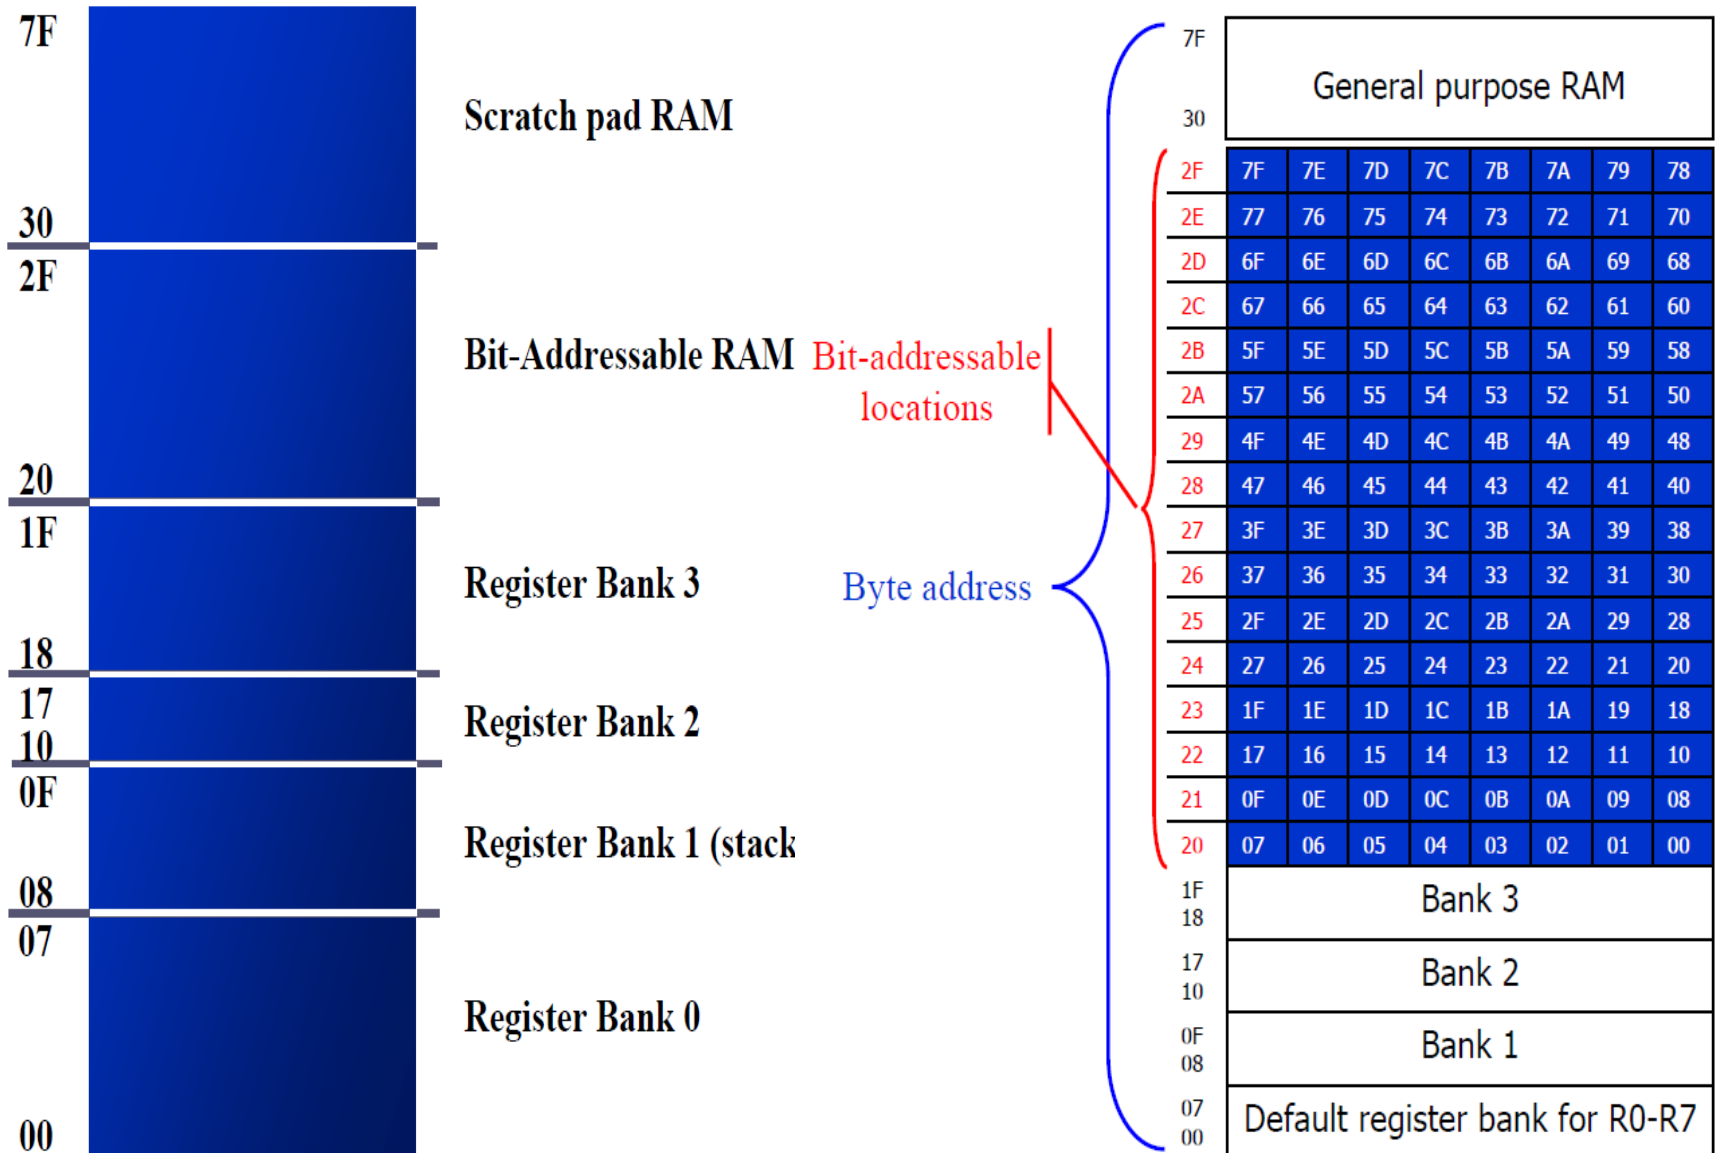 7F
Scratch pad RAM
30
2F
Bit-Addressable RAM
20
1F
Register Bank 3
18
17
Register Bank 2
10
0F
Register Bank 1 (stack
08
07
Register Bank 0
00
Bit-addressable
locations
Byte address
7F
General purpose RAM
30
2F 7F 7E 7D 7C 7B 7A 79 78
2E 77 76 75 74 73 72 71 70
2D 6F 6E 6D 6C 6B 6A 69 68
2C 67 66 65 64 63 62 61 60
2B 5F 5E 5D 5C 5B 5A 59 58
2A 57 56 55 54 53 52 51 50
29 4F 4E 4D 4C 4B 4A 49 48
28 47 46 45 44 43 42 41 40
27 3F 3E 3D 3C 3B 3A 39 38
26 37 36 35 34 33 32 31 30
25 2F 2E 2D 2C 2B 2A 29 28
24 27 26 25 24 23 22 21 20
23 1F 1E 1D 1C 1B 1A 19 18
22 17 16 15 14 13 12 11 10
21 0F 0E 0D 0C 0B 0A 09 08
20 07 06 05 04 03 02 01 00
1F
Bank 3
18
17
Bank 2
10
0F
Bank 1
08
07
Default register bank for R0-R7
00